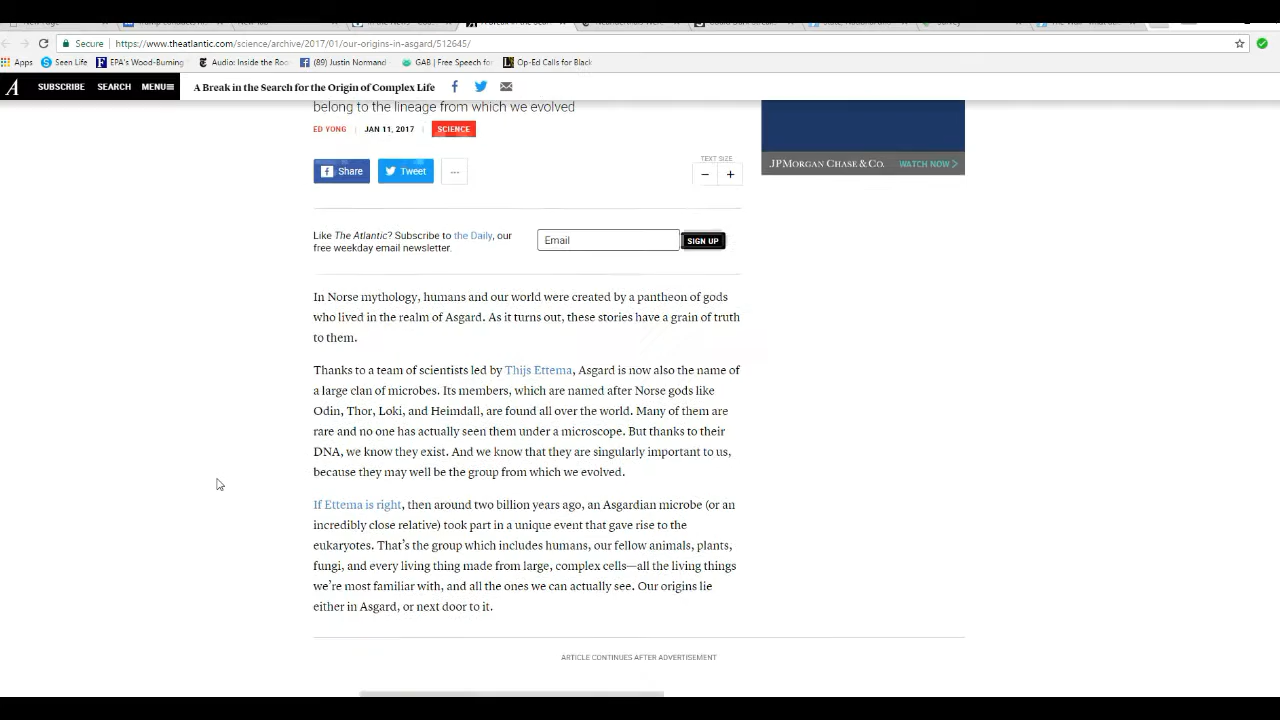 Secure
https://www.theatlantic.com/science/archive/2017/01/our-origins-in-asgard/512645/
Apps
Seen Life
EPA's Wood-Burning
Audio: Inside the Roo
(89) Justin Normand
GAB | Free Speech fo
Op-Ed Calls for Black
A SUBSCRIBE SEARCH MENU
A Break in the Search for the Origin of Complex Life
belong to the lineage from which we evolved
ED YONG | JAN 11, 2017 | SCIENCE
JPMORGAN CHASE & CO. WATCH NOW >
Share
Tweet
...
TEXT SIZE
− +
Like The Atlantic? Subscribe to the Daily, our
free weekday email newsletter.
Email
SIGN UP
In Norse mythology, humans and our world were created by a pantheon of gods
who lived in the realm of Asgard. As it turns out, these stories have a grain of truth
to them.
Thanks to a team of scientists led by Thijs Ettema, Asgard is now also the name of
a large clan of microbes. Its members, which are named after Norse gods like
Odin, Thor, Loki, and Heimdall, are found all over the world. Many of them are
rare and no one has actually seen them under a microscope. But thanks to their
DNA, we know they exist. And we know that they are singularly important to us,
because they may well be the group from which we evolved.
If Ettema is right, then around two billion years ago, an Asgardian microbe (or an
incredibly close relative) took part in a unique event that gave rise to the
eukaryotes. That's the group which includes humans, our fellow animals, plants,
fungi, and every living thing made from large, complex cells—all the living things
we're most familiar with, and all the ones we can actually see. Our origins lie
either in Asgard, or next door to it.
ARTICLE CONTINUES AFTER ADVERTISEMENT